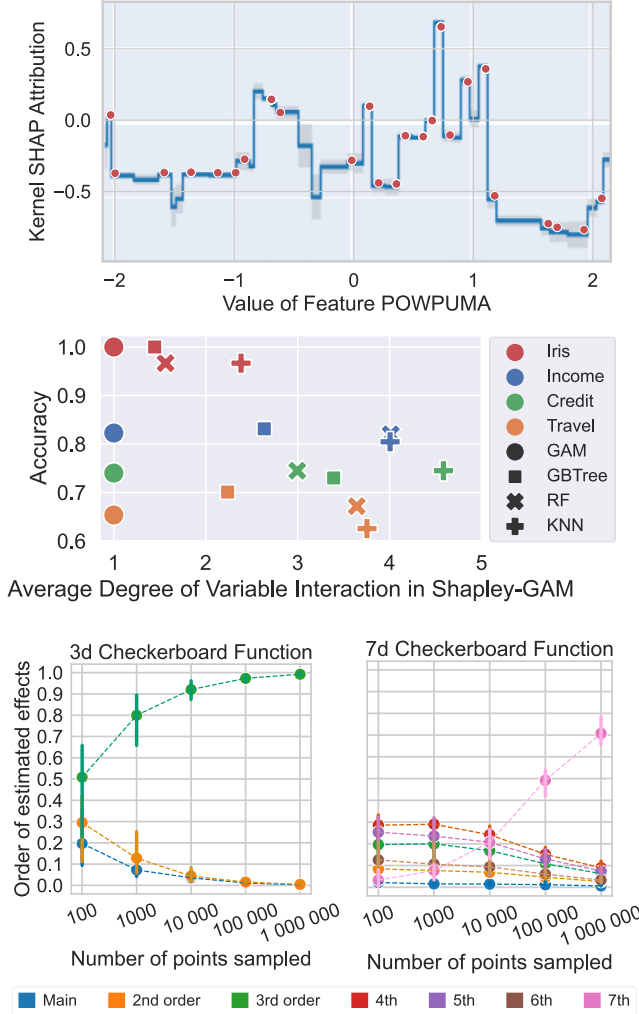 Kernel SHAP Attribution
0.5
0.0
−0.5
−2
−1
0
1
2
Value of Feature POWPUMA
Accuracy
1.0
0.9
0.8
0.7
0.6
1
2
3
4
5
Average Degree of Variable Interaction in Shapley-GAM
Iris
Income
Credit
Travel
GAM
GBTree
RF
KNN
3d Checkerboard Function
7d Checkerboard Function
Order of estimated effects
1.0
0.9
0.8
0.7
0.6
0.5
0.4
0.3
0.2
0.1
0.0
100
1000
10 000
100 000
1 000 000
100
1000
10 000
100 000
1 000 000
Number of points sampled
Number of points sampled
Main
2nd order
3rd order
4th
5th
6th
7th